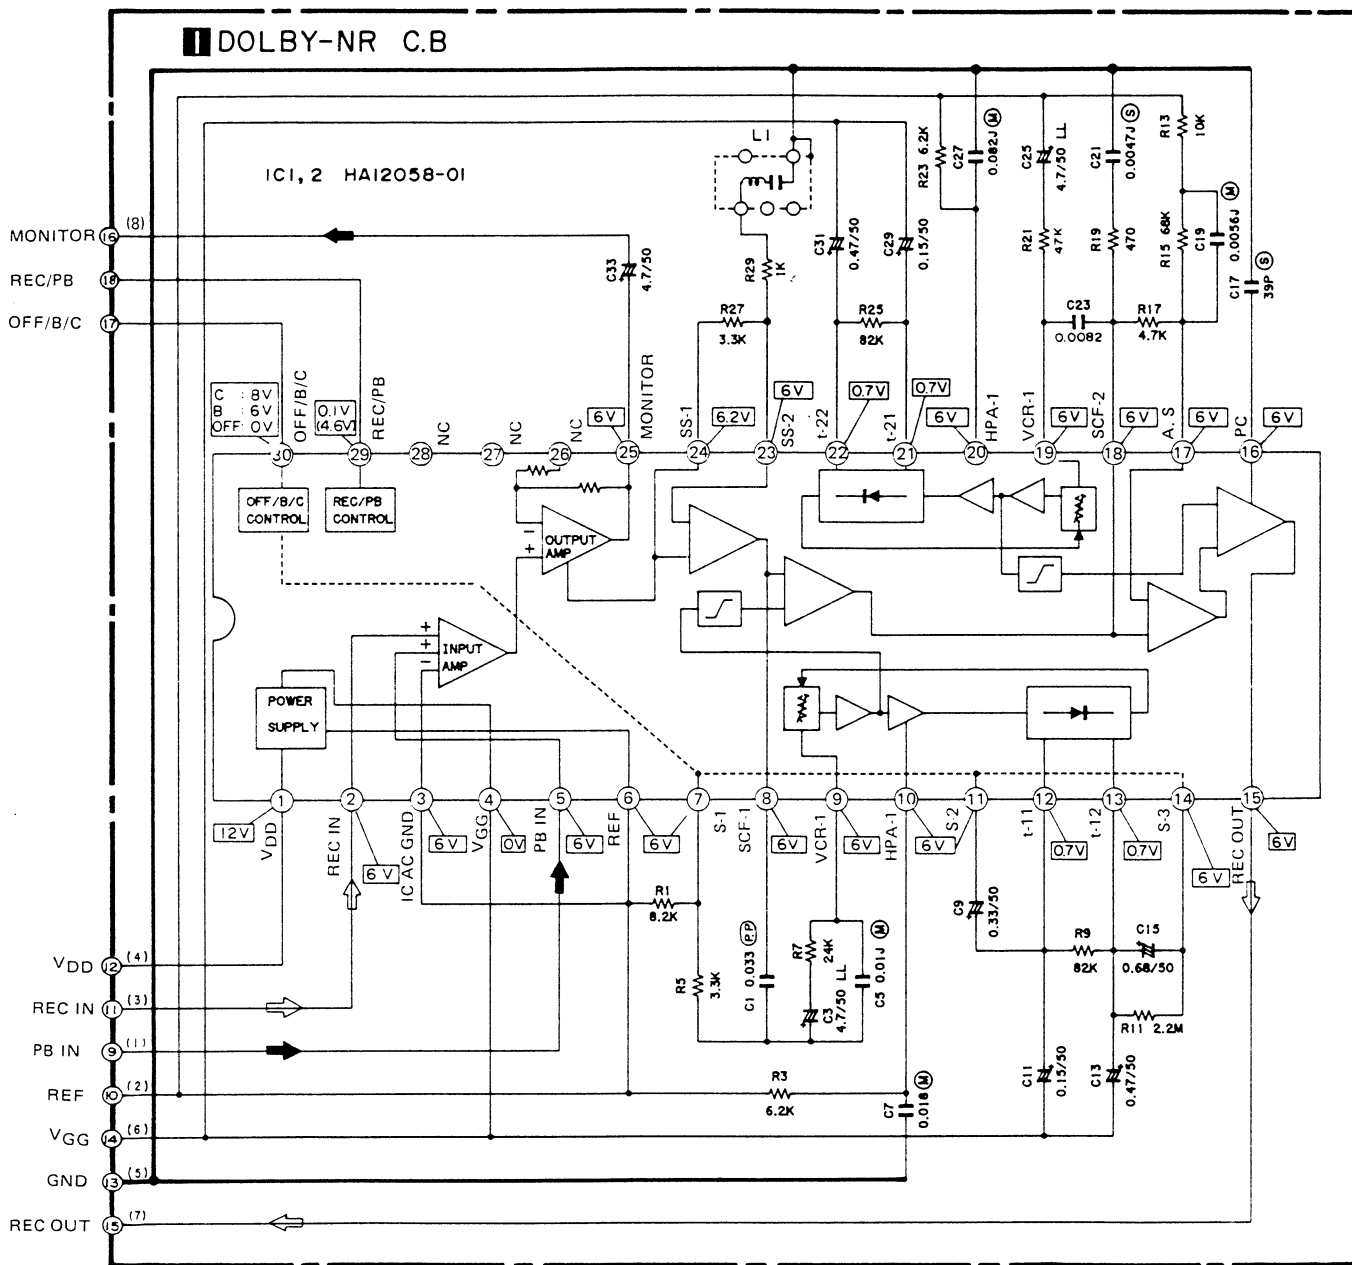 1 DOLBY-NR C.B
IC1, 2 HA12058-01
L1
R23 6.2K
C27 0.082J M
C25 4.7/50 LL
C21 0.0047J S
R13 10K
MONITOR 16 (8)
REC/PB 18
OFF/B/C 17
C33 4.7/50
R29 1K
C31 0.47/50
C29 0.15/50
R21 47K
R19 470
R15 68K
C19 0.0056J M
C17 39P S
R27 3.3K
R25 82K
C23 0.0082
R17 4.7K
C : 8V
B : 6V
OFF: 0V
OFF/B/C
0.1V
(4.6V)
REC/PB
NC
NC
NC
6V
MONITOR
SS-1
6.2V
SS-2
6V
t-22
0.7V
t-21
0.7V
6V
HPA-1
VCR-1
6V
SCF-2
6V
A.S
6V
PC
6V
30 29 28 27 26 25 24 23 22 21 20 19 18 17 16
OFF/B/C
CONTROL
REC/PB
CONTROL
−
+
OUTPUT
AMP
+
+
−
INPUT
AMP
POWER
SUPPLY
1 2 3 4 5 6 7 8 9 10 11 12 13 14 15
12V
VDD
REC IN
6V
IC AC GND
6V
VGG
0V
PB IN
6V
REF
6V
S-1
SCF-1
6V
VCR-1
6V
HPA-1
6V
S-2
t-11
0.7V
t-12
0.7V
S-3
6V
REC OUT
6V
R1
8.2K
C9 0.33/50
R5 3.3K
C1 0.033 P.P
R7 24K
C3 4.7/50 LL
C5 0.01J M
R9
82K
C15
0.68/50
R11 2.2M
VDD 12 (4)
REC IN 11 (3)
PB IN 9 (1)
REF 10 (2)
VGG 14 (6)
GND 13 (5)
REC OUT 15 (7)
R3
6.2K
C7 0.018 M
C11 0.15/50
C13 0.47/50